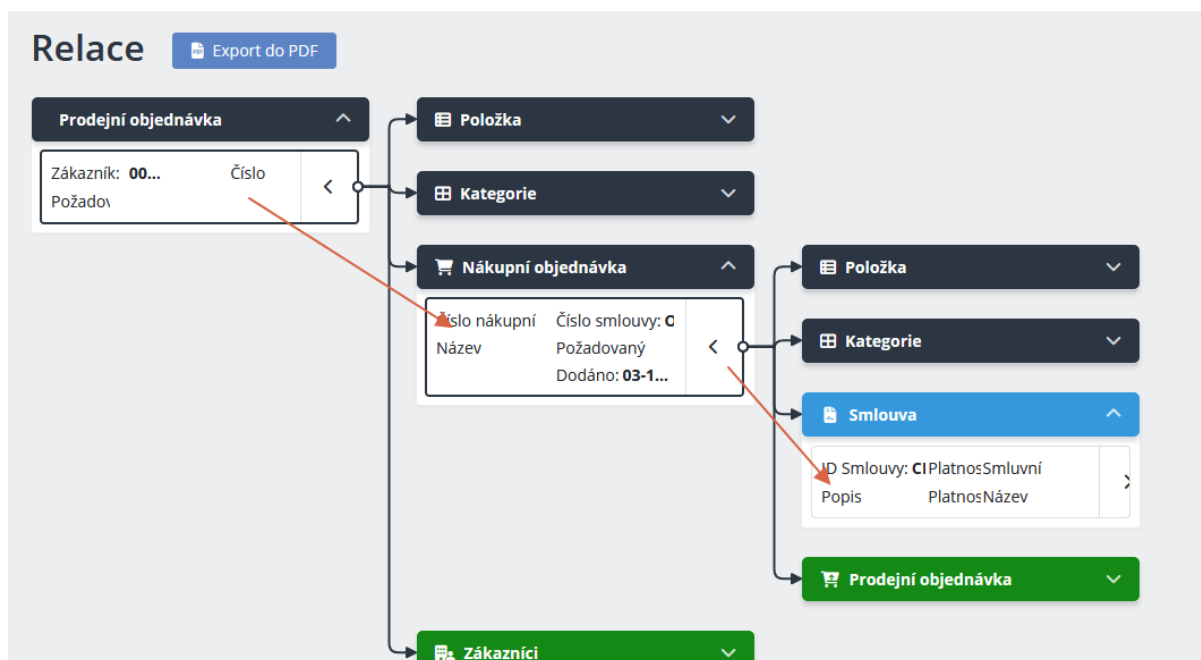 Relace
Export do PDF
Prodejní objednávka
Zákazník: 00... Číslo
Požadov
Položka
Kategorie
Nákupní objednávka
Číslo nákupní Číslo smlouvy: O
Název Požadovaný
Dodáno: 03-1...
Zákazníci
Položka
Kategorie
Smlouva
ID Smlouvy: CI Platnos Smluvní
Popis Platnos Název
Prodejní objednávka